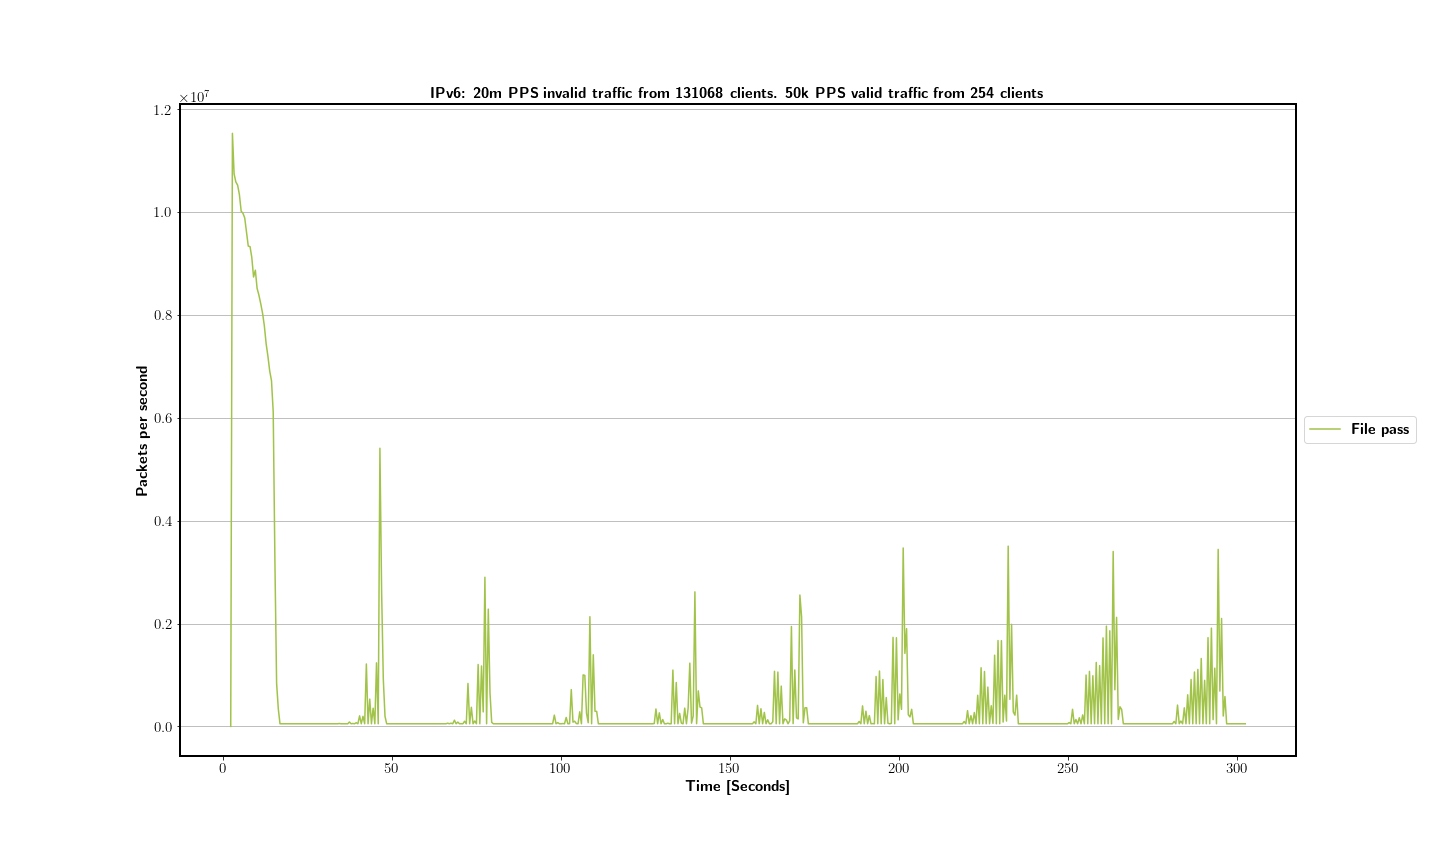 IPv6: 20m PPS invalid traffic from 131068 clients. 50k PPS valid traffic from 254 clients
×10⁷
1.2
1.0
0.8
0.6
0.4
0.2
0.0
Packets per second
0 50 100 150 200 250 300
Time [Seconds]
File pass